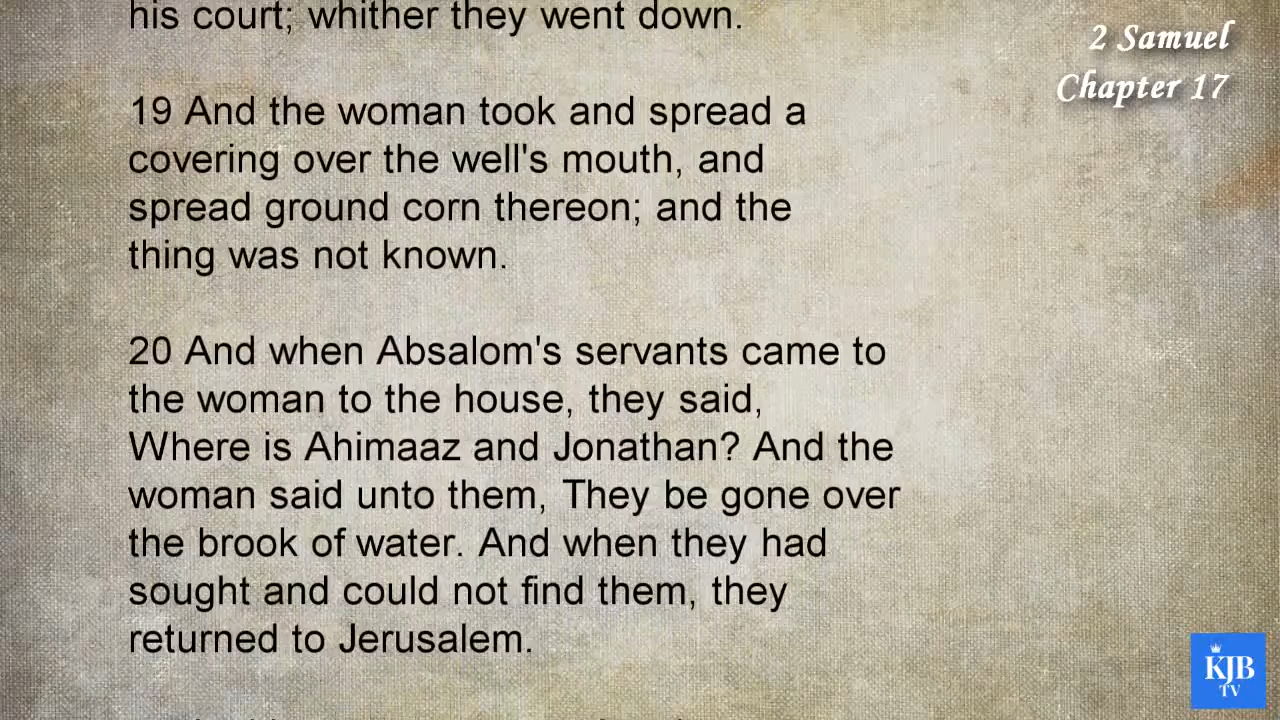 his court; whither they went down.
2 Samuel
Chapter 17
19 And the woman took and spread a
covering over the well's mouth, and
spread ground corn thereon; and the
thing was not known.
20 And when Absalom's servants came to
the woman to the house, they said,
Where is Ahimaaz and Jonathan? And the
woman said unto them, They be gone over
the brook of water. And when they had
sought and could not find them, they
returned to Jerusalem.
KJB
TV